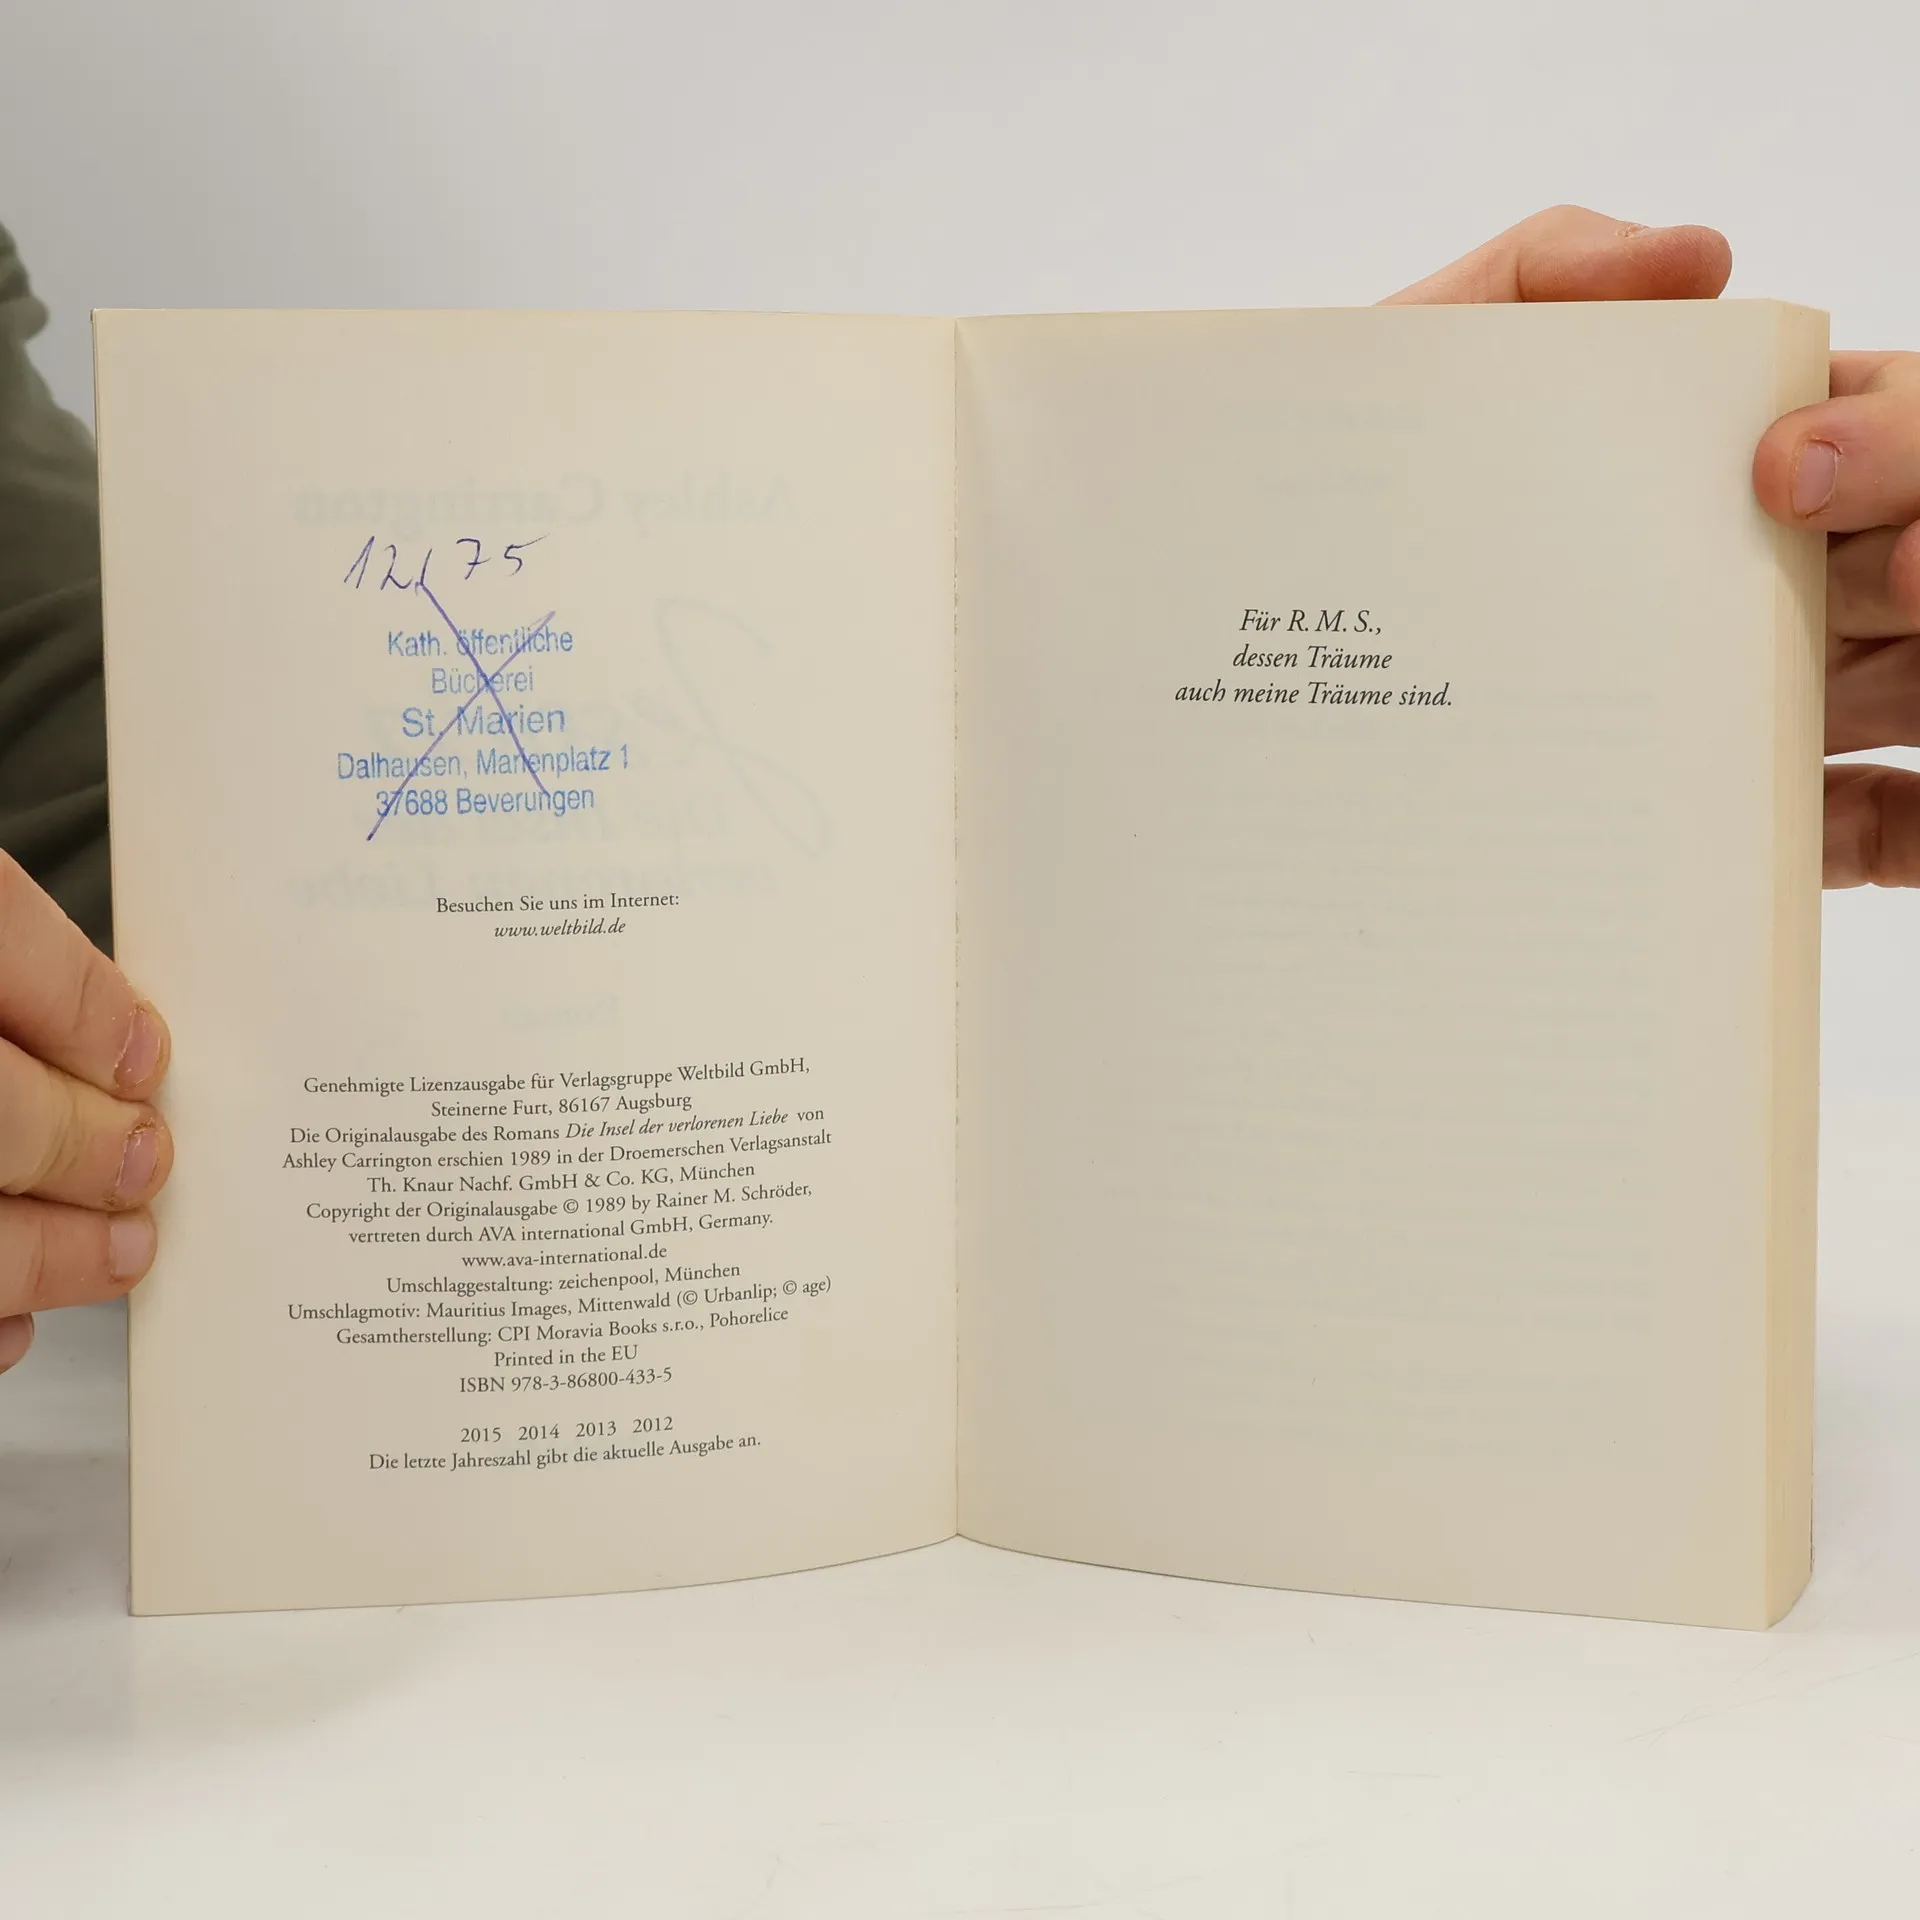 12/75
Kath. öffentliche
Bücherei
St. Marien
Dalhausen, Marienplatz 1
37688 Beverungen
Besuchen Sie uns im Internet:
www.weltbild.de
Genehmigte Lizenzausgabe für Verlagsgruppe Weltbild GmbH,
Steinerne Furt, 86167 Augsburg
Die Originalausgabe des Romans Die Insel der verlorenen Liebe von
Ashley Carrington erschien 1989 in der Droemerschen Verlagsanstalt
Th. Knaur Nachf. GmbH & Co. KG, München
Copyright der Originalausgabe © 1989 by Rainer M. Schröder,
vertreten durch AVA international GmbH, Germany.
www.ava-international.de
Umschlaggestaltung: zeichenpool, München
Umschlagmotiv: Mauritius Images, Mittenwald (© Urbanlip; © age)
Gesamtherstellung: CPI Moravia Books s.r.o., Pohorelice
Printed in the EU
ISBN 978-3-86800-433-5
2015 2014 2013 2012
Die letzte Jahreszahl gibt die aktuelle Ausgabe an.
Für R. M. S.,
dessen Träume
auch meine Träume sind.